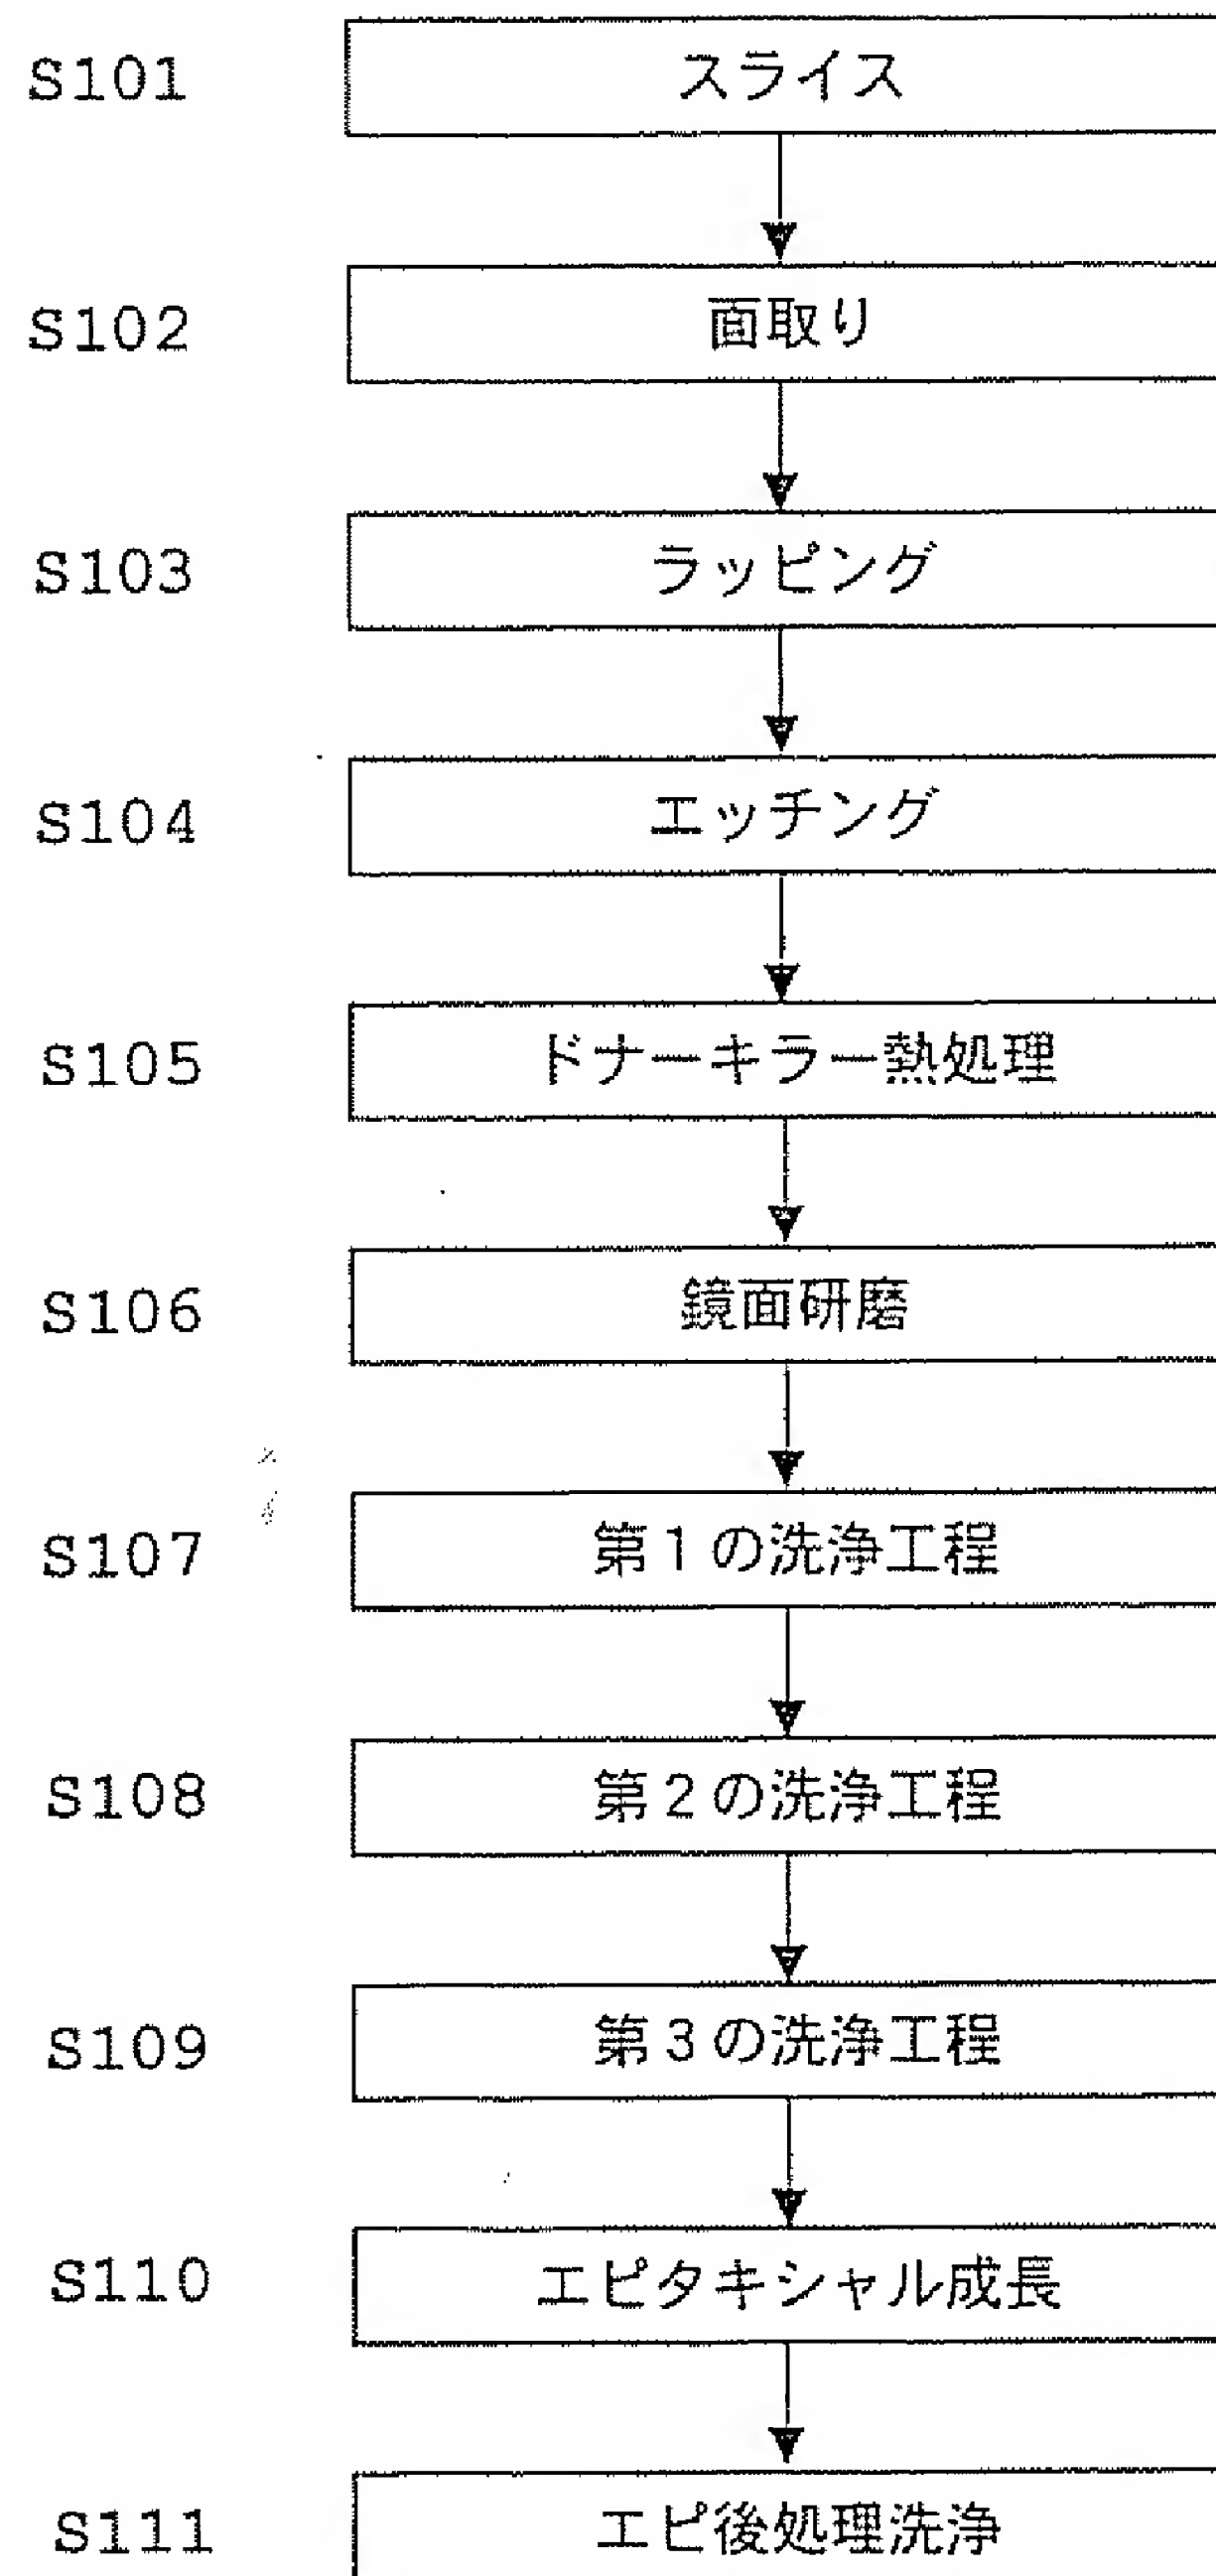 S101 スライス
S102 面取り
S103 ラッピング
S104 エッチング
S105 ドナーキラー熱処理
S106 鏡面研磨
S107 第1の洗浄工程
S108 第2の洗浄工程
S109 第3の洗浄工程
S110 エピタキシャル成長
S111 エピ後処理洗浄